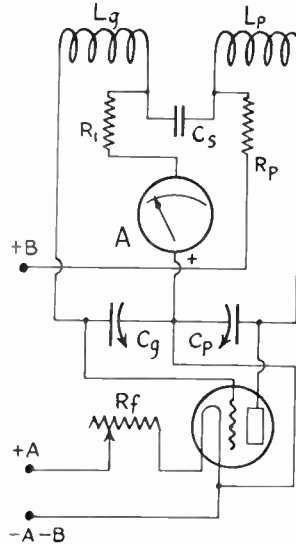 Lg Lp
R1 Cs Rp
A
+B +
Cg Cp
Rf
+A
-A-B